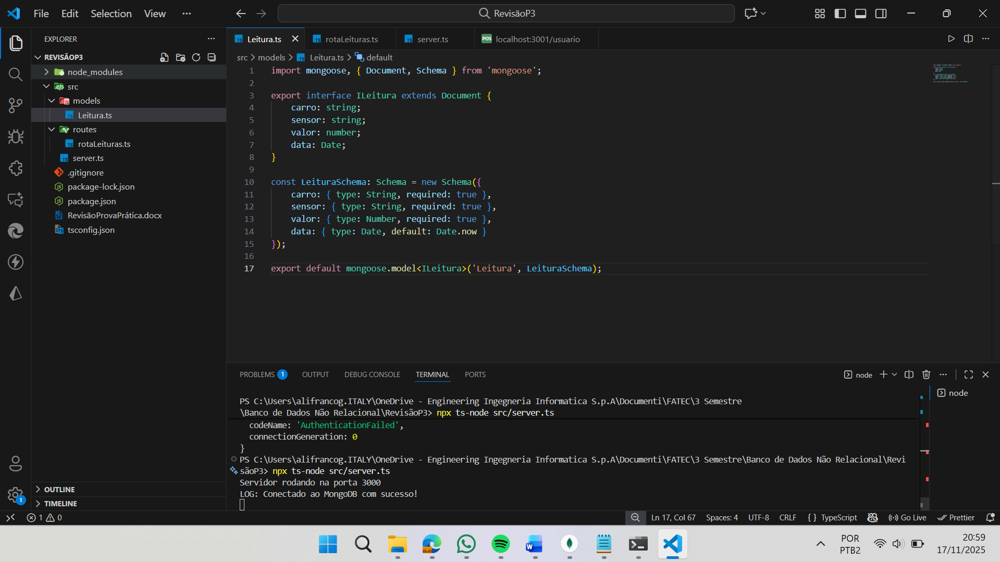 File Edit Selection View ··· RevisãoP3
EXPLORER ···
REVISÃOP3
node_modules
src
models
Leitura.ts
routes
rotaLeituras.ts
server.ts
.gitignore
package-lock.json
package.json
RevisãoProvaPrática.docx
tsconfig.json
OUTLINE
TIMELINE
Leitura.ts rotaLeituras.ts server.ts POS localhost:3001/usuario
src > models > Leitura.ts > default
1 import mongoose, { Document, Schema } from 'mongoose';
2
3 export interface ILeitura extends Document {
4 carro: string;
5 sensor: string;
6 valor: number;
7 data: Date;
8 }
9
10 const LeituraSchema: Schema = new Schema({
11 carro: { type: String, required: true },
12 sensor: { type: String, required: true },
13 valor: { type: Number, required: true },
14 data: { type: Date, default: Date.now }
15 });
16
17 export default mongoose.model<ILeitura>('Leitura', LeituraSchema);
PROBLEMS 1 OUTPUT DEBUG CONSOLE TERMINAL PORTS node
node
PS C:\Users\alifrancog.ITALY\OneDrive - Engineering Ingegneria Informatica S.p.A\Documenti\FATEC\3 Semestre
\Banco de Dados Não Relacional\RevisãoP3> npx ts-node src/server.ts
codeName: 'AuthenticationFailed',
connectionGeneration: 0
}
PS C:\Users\alifrancog.ITALY\OneDrive - Engineering Ingegneria Informatica S.p.A\Documenti\FATEC\3 Semestre\Banco de Dados Não Relacional\Revi
sãoP3> npx ts-node src/server.ts
Servidor rodando na porta 3000
LOG: Conectado ao MongoDB com sucesso!
1
1 0 Ln 17, Col 67 Spaces: 4 UTF-8 CRLF {} TypeScript Go Live Prettier
POR
PTB2
20:59
17/11/2025